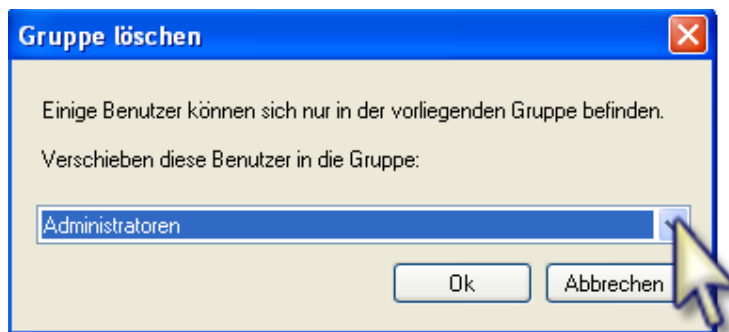 Gruppe löschen
Einige Benutzer können sich nur in der vorliegenden Gruppe befinden.
Verschieben diese Benutzer in die Gruppe:
Administratoren
Ok
Abbrechen